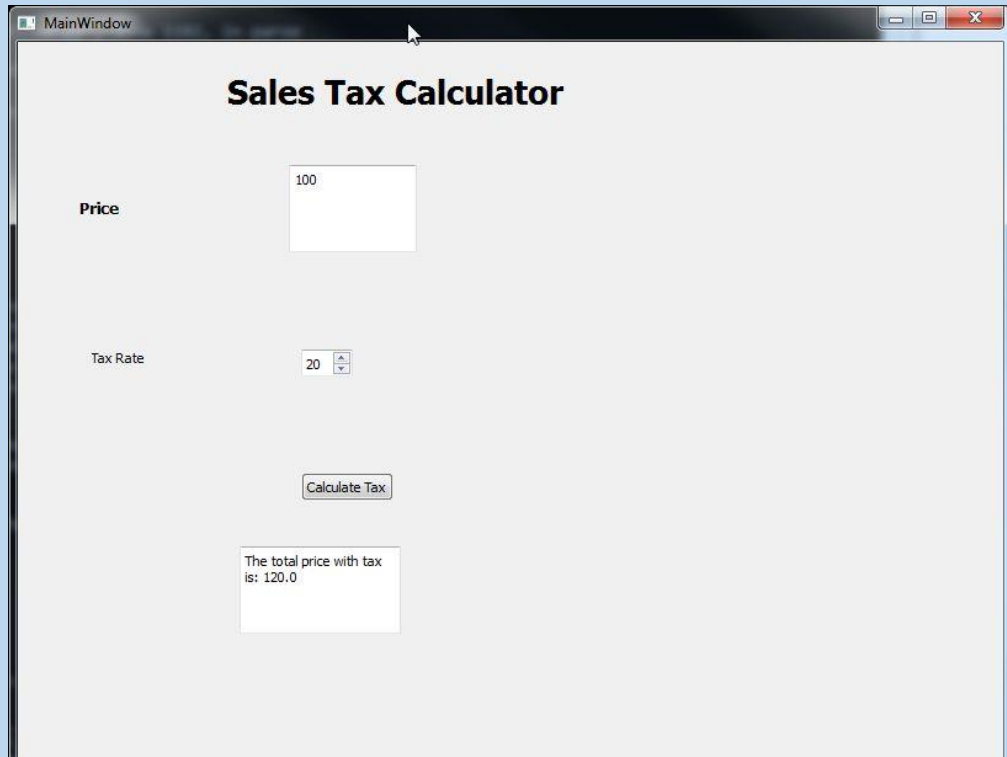 MainWindow
Sales Tax Calculator
Price
100
Tax Rate
20
Calculate Tax
The total price with tax
is: 120.0